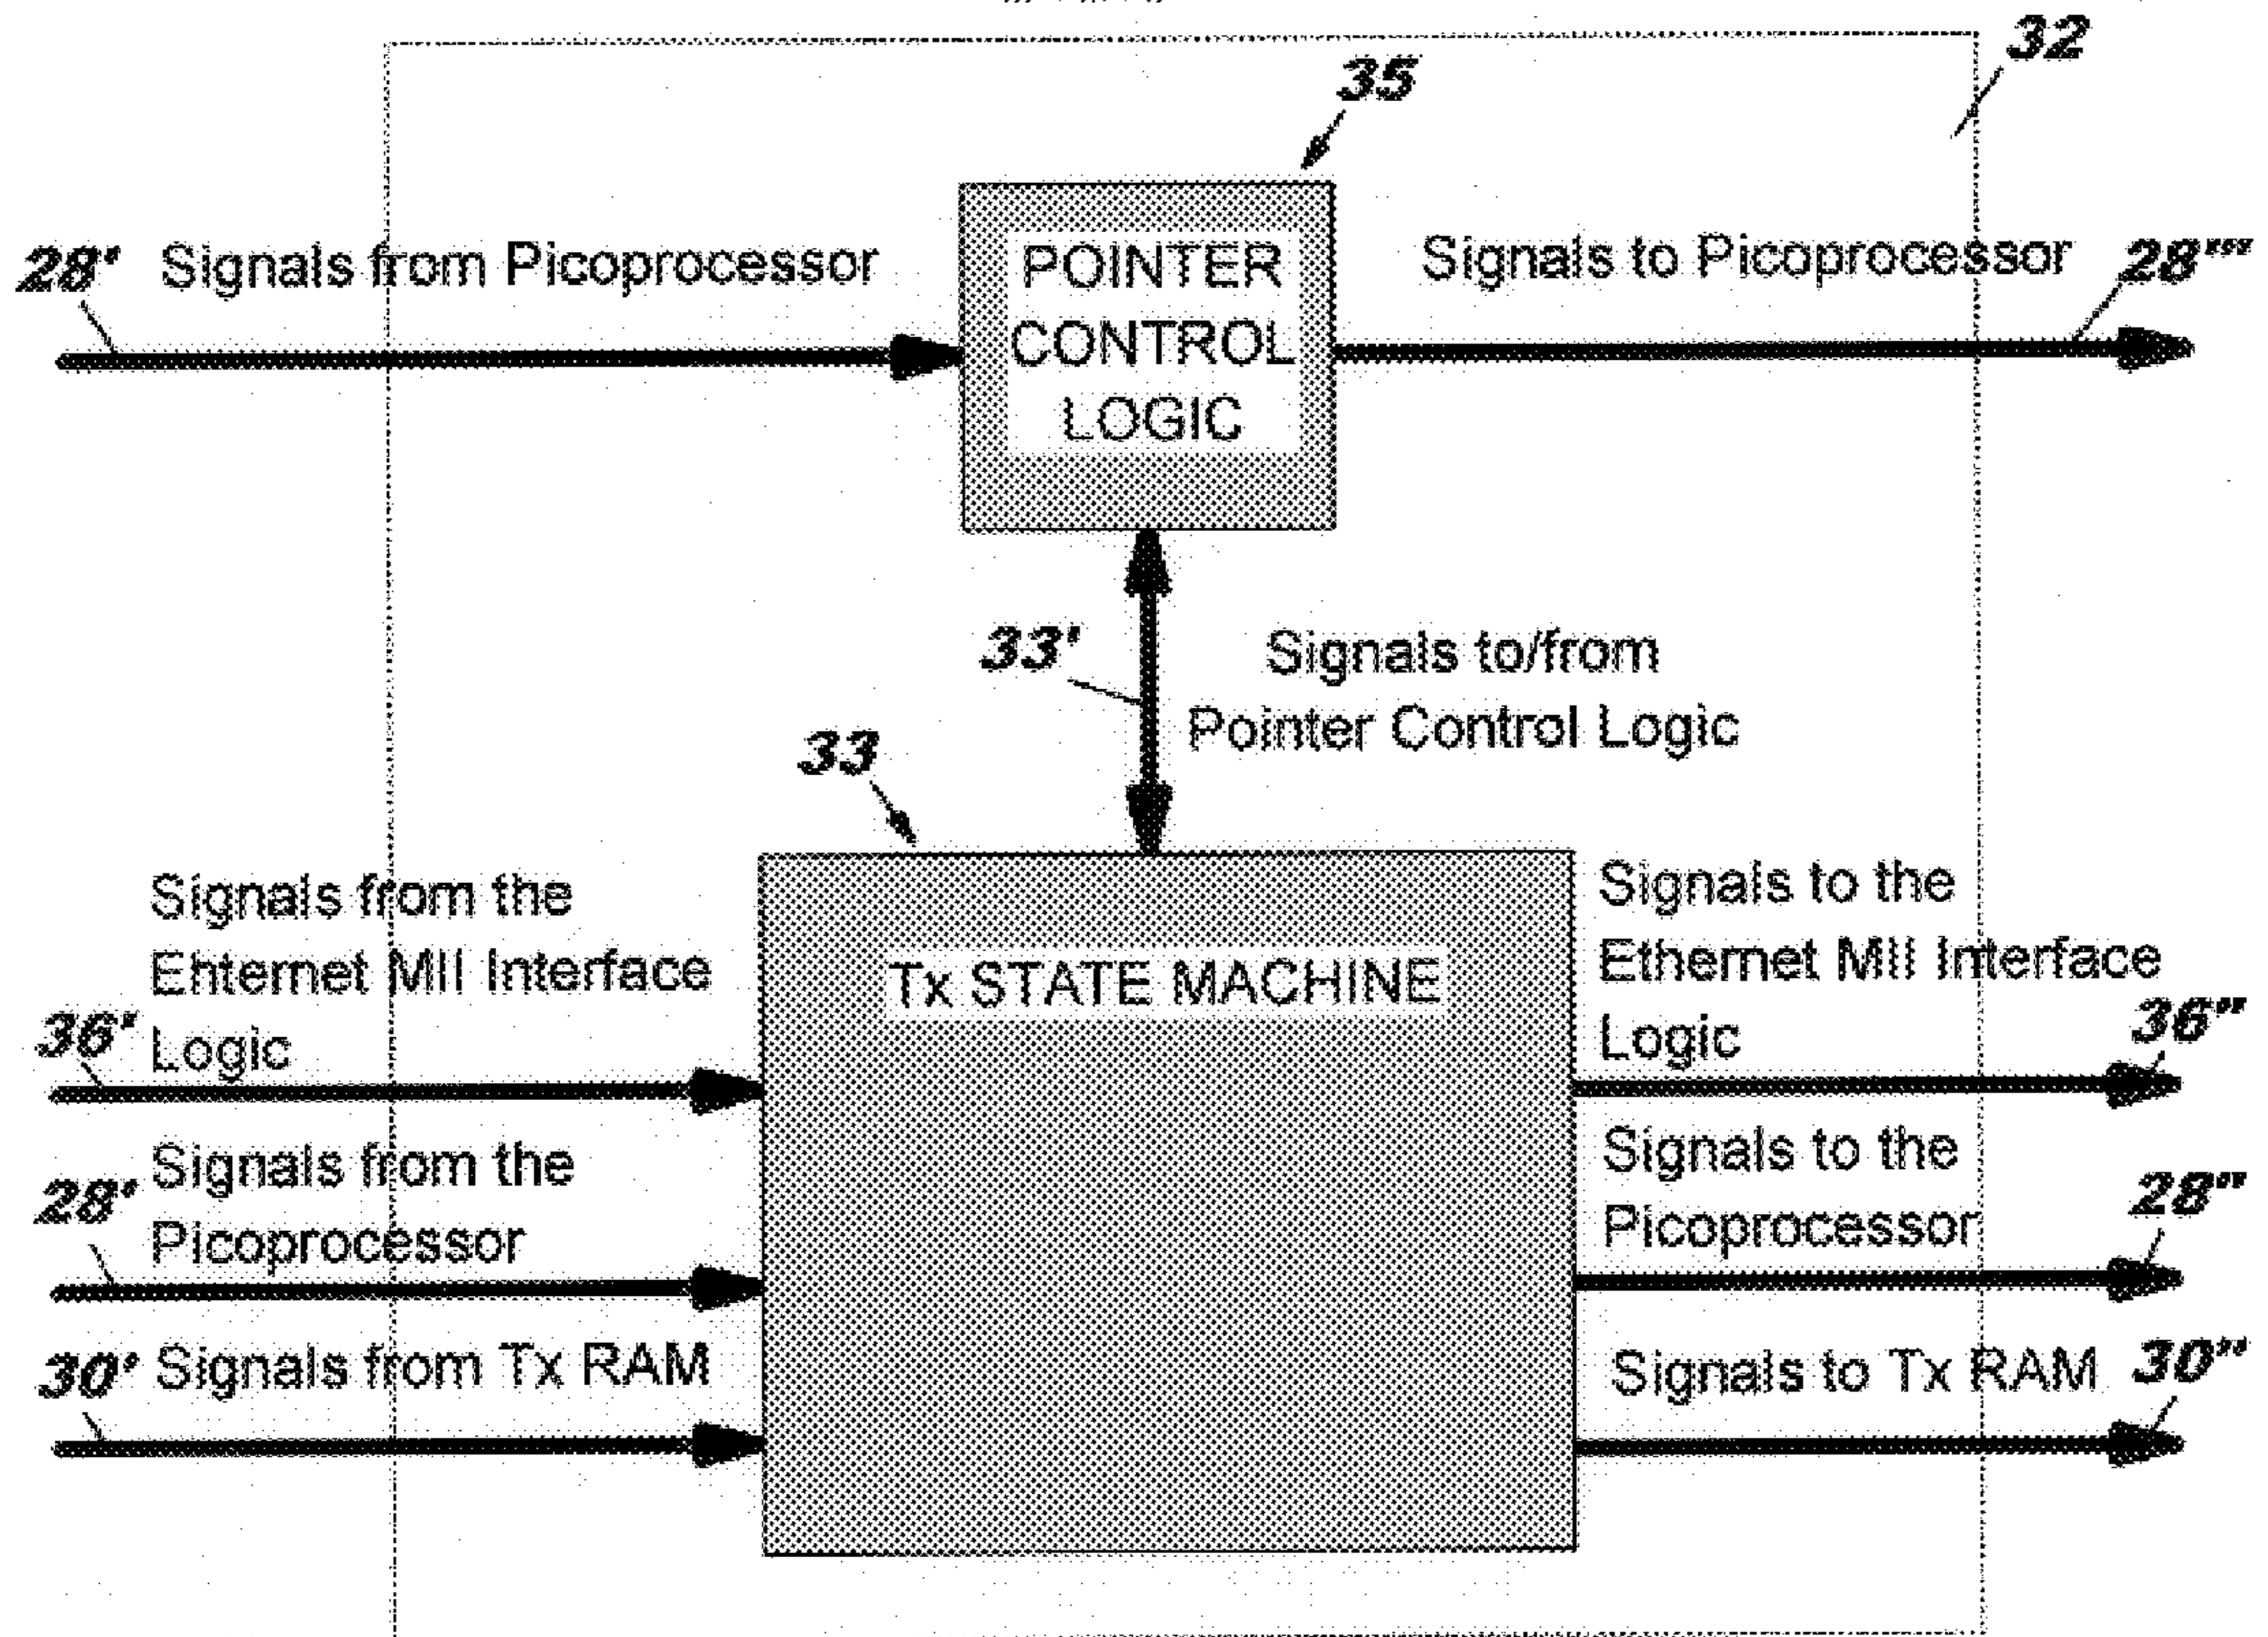 32
35
28' Signals from Picoprocessor
POINTER
CONTROL
LOGIC
Signals to Picoprocessor 28'''
33'
Signals to/from
Pointer Control Logic
33
Signals from the
Ehternet MII Interface
Logic
36'
Tx STATE MACHINE
Signals to the
Ethernet MII Interface
Logic
36''
Signals from the
Picoprocessor
28'
Signals to the
Picoprocessor
28''
30' Signals from Tx RAM
Signals to Tx RAM 30''